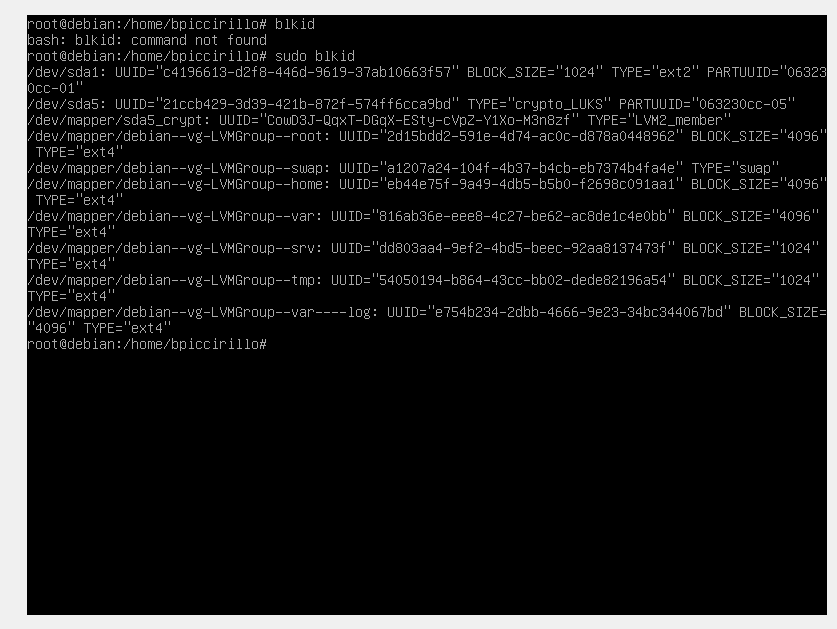 root@debian:/home/bpiccirillo# blkid
bash: blkid: command not found
root@debian:/home/bpiccirillo# sudo blkid
/dev/sda1: UUID="c4196613-d2f8-446d-9619-37ab10663f57" BLOCK_SIZE="1024" TYPE="ext2" PARTUUID="06323
0cc-01"
/dev/sda5: UUID="21ccb429-3d39-421b-872f-574ff6cca9bd" TYPE="crypto_LUKS" PARTUUID="063230cc-05"
/dev/mapper/sda5_crypt: UUID="CowD3J-QqxT-DGqX-ESty-cVpZ-Y1Xo-M3n8zf" TYPE="LVM2_member"
/dev/mapper/debian--vg-LVMGroup--root: UUID="2d15bdd2-591e-4d74-ac0c-d878a0448962" BLOCK_SIZE="4096"
 TYPE="ext4"
/dev/mapper/debian--vg-LVMGroup--swap: UUID="a1207a24-104f-4b37-b4cb-eb7374b4fa4e" TYPE="swap"
/dev/mapper/debian--vg-LVMGroup--home: UUID="eb44e75f-9a49-4db5-b5b0-f2698c091aa1" BLOCK_SIZE="4096"
 TYPE="ext4"
/dev/mapper/debian--vg-LVMGroup--var: UUID="816ab36e-eee8-4c27-be62-ac8de1c4e0bb" BLOCK_SIZE="4096" 
TYPE="ext4"
/dev/mapper/debian--vg-LVMGroup--srv: UUID="dd803aa4-9ef2-4bd5-beec-92aa8137473f" BLOCK_SIZE="1024" 
TYPE="ext4"
/dev/mapper/debian--vg-LVMGroup--tmp: UUID="54050194-b864-43cc-bb02-dede82196a54" BLOCK_SIZE="1024" 
TYPE="ext4"
/dev/mapper/debian--vg-LVMGroup--var----log: UUID="e754b234-2dbb-4666-9e23-34bc344067bd" BLOCK_SIZE=
"4096" TYPE="ext4"
root@debian:/home/bpiccirillo#